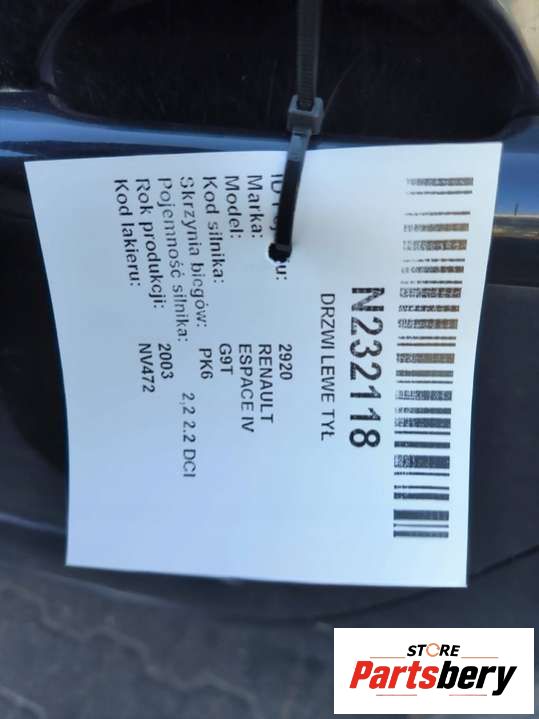 N232118
DRZWI LEWE TYŁ
2920
Marka: RENAULT
Model: ESPACE IV
Kod silnika: G9T
Skrzynia biegów: PK6
Pojemność silnika: 2,2 2.2 DCI
Rok produkcji: 2003
Kod lakieru: NV472
STORE
Partsbery